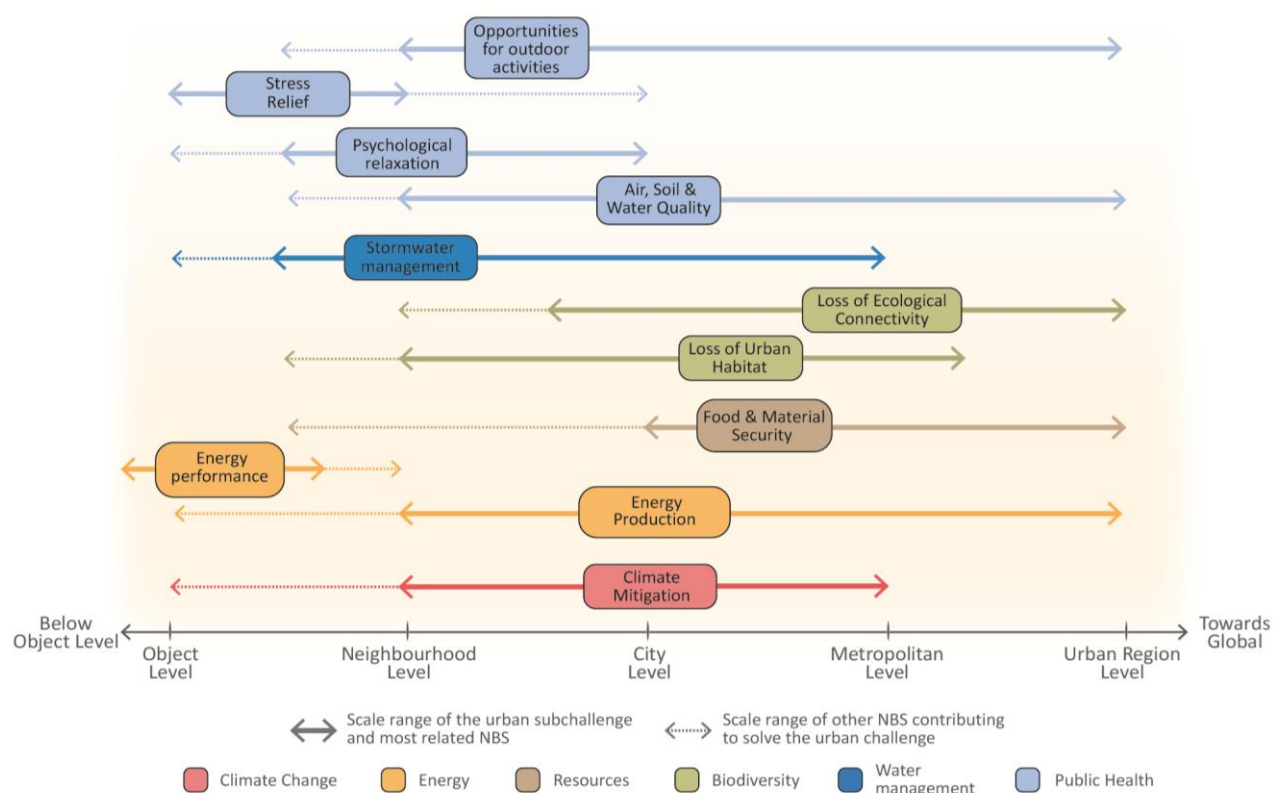 Opportunities
for outdoor
activities
Stress
Relief
Psychological
relaxation
Air, Soil &
Water Quality
Stormwater
management
Loss of Ecological
Connectivity
Loss of Urban
Habitat
Food & Material
Security
Energy
performance
Energy
Production
Climate
Mitigation
Below
Object Level
Towards
Global
Object
Level
Neighbourhood
Level
City
Level
Metropolitan
Level
Urban Region
Level
Scale range of the urban subchallenge
and most related NBS
Scale range of other NBS contributing
to solve the urban challenge
Climate Change
Energy
Resources
Biodiversity
Water
management
Public Health